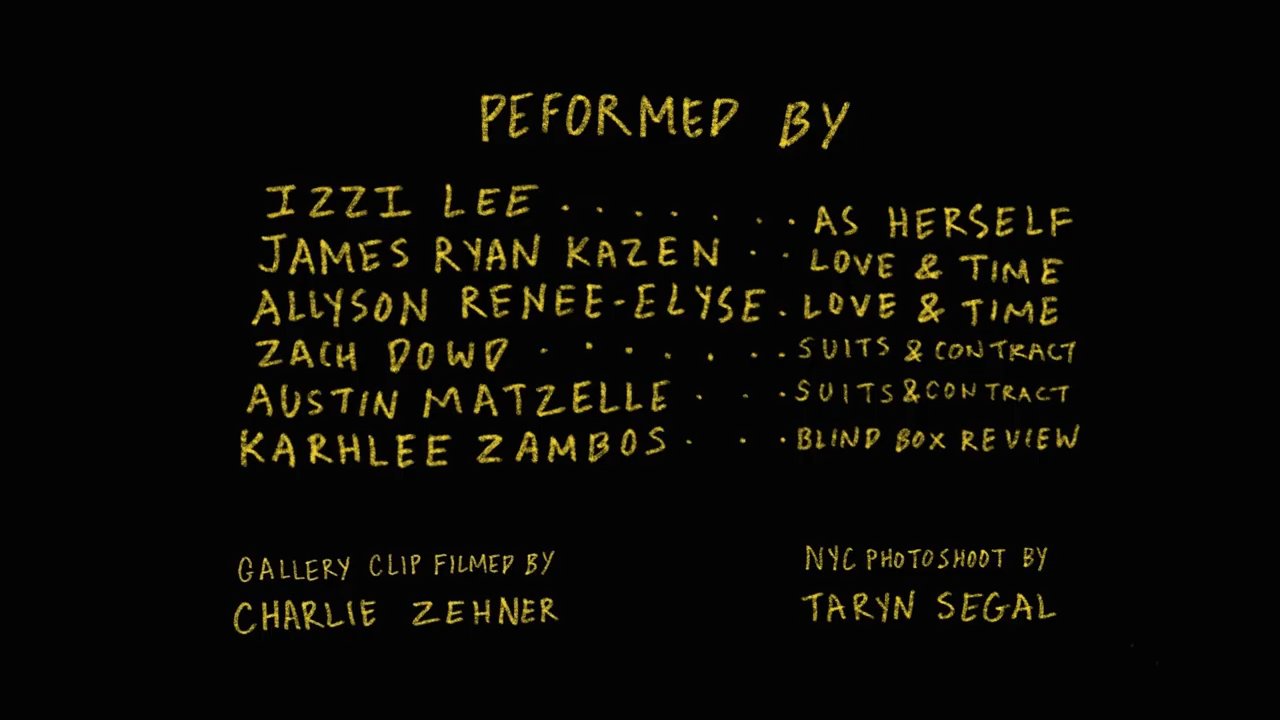 PEFORMED BY
IZZI LEE . . . . . . . . AS HERSELF
JAMES RYAN KAZEN . . LOVE & TIME
ALLYSON RENEE-ELYSE . LOVE & TIME
ZACH DOWD . . . . . . . SUITS & CONTRACT
AUSTIN MATZELLE . . . SUITS & CONTRACT
KARHLEE ZAMBOS . . . BLIND BOX REVIEW
GALLERY CLIP FILMED BY
CHARLIE ZEHNER
NYC PHOTOSHOOT BY
TARYN SEGAL